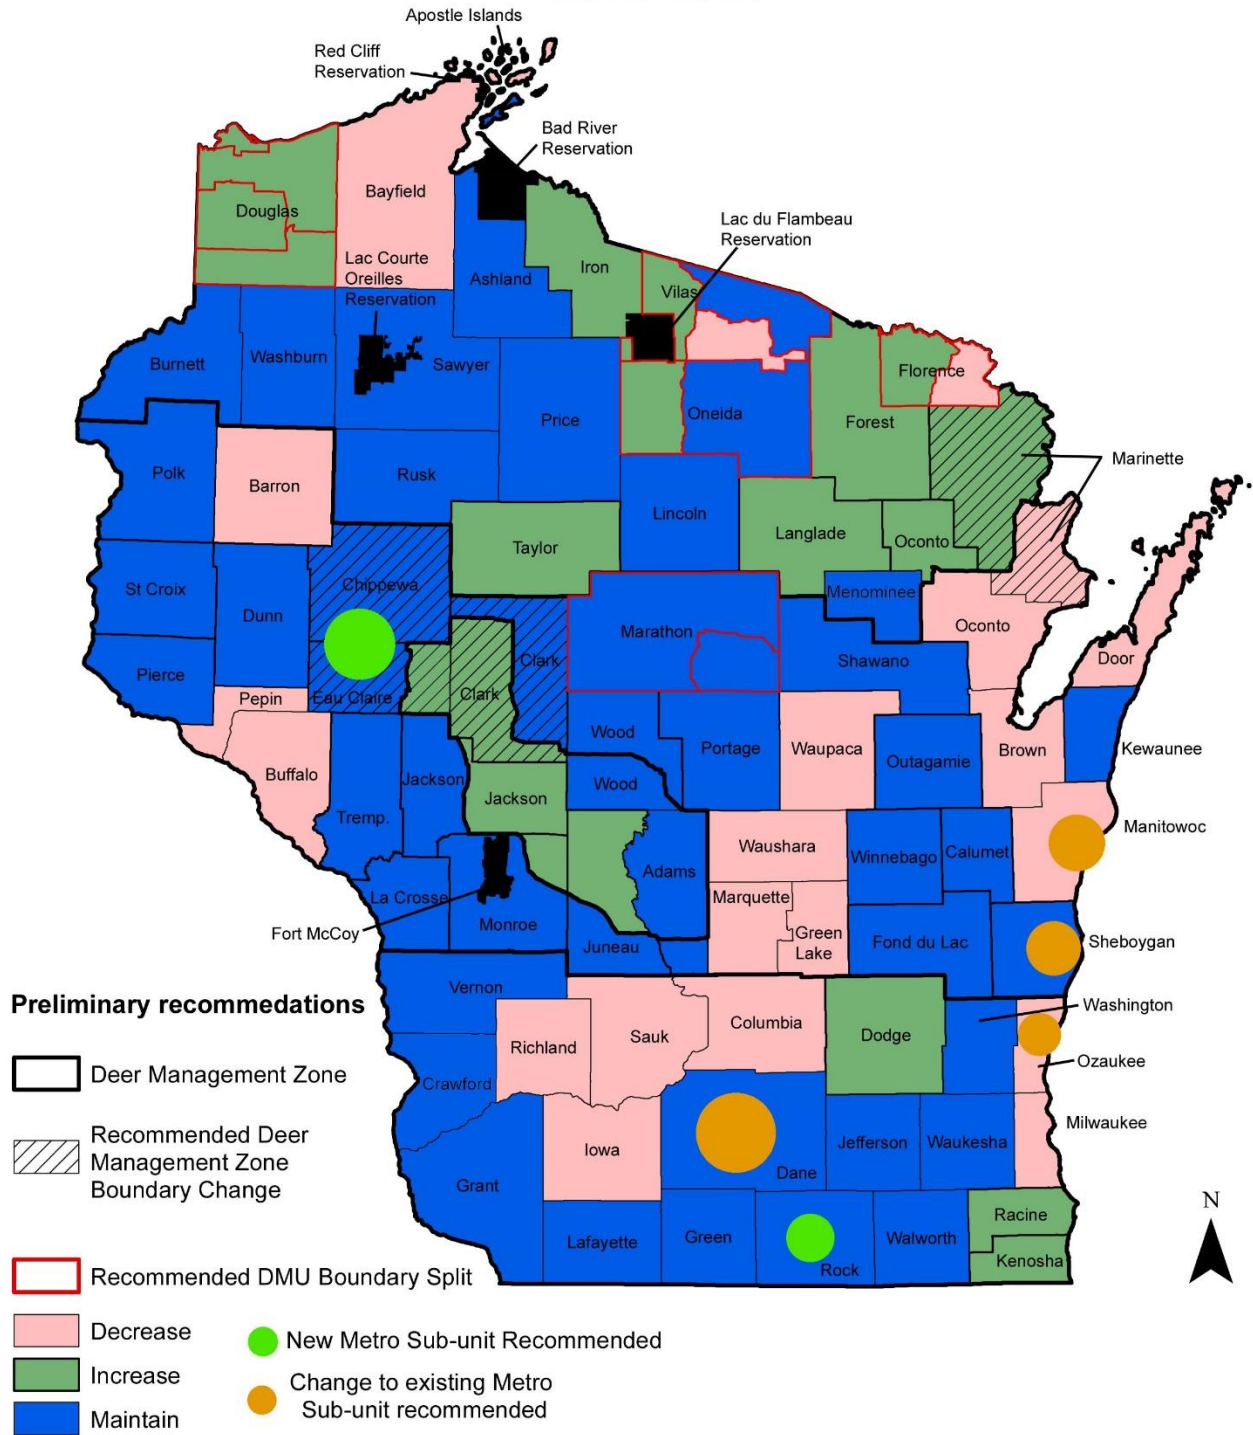 Apostle Islands
Red Cliff
Reservation
Bad River
Reservation
Bayfield
Lac du Flambeau
Reservation
Douglas
Lac Courte
Oreilles
Reservation
Ashland
Iron
Vilas
Burnett
Washburn
Sawyer
Florence
Price
Oneida
Forest
Polk
Barron
Rusk
Marinette
Lincoln
Taylor
Langlade
Oconto
St Croix
Chippewa
Menominee
Dunn
Marathon
Oconto
Clark
Shawano
Door
Pierce
Clark
Eau Claire
Pepin
Wood
Portage
Waupaca
Brown
Kewaunee
Buffalo
Jackson
Outagamie
Wood
Jackson
Tremp.
Manitowoc
Waushara
Winnebago
Calumet
Adams
La Crosse
Marquette
Monroe
Fort McCoy
Green
Lake
Fond du Lac
Sheboygan
Juneau
Vernon
Washington
Columbia
Richland
Sauk
Dodge
Ozaukee
Crawford
Milwaukee
Iowa
Jefferson
Waukesha
Dane
Grant
Racine
Lafayette
Green
Walworth
Kenosha
Rock
N
Preliminary recommedations
Deer Management Zone
Recommended Deer
Management Zone
Boundary Change
Recommended DMU Boundary Split
Decrease
Increase
Maintain
New Metro Sub-unit Recommended
Change to existing Metro
Sub-unit recommended